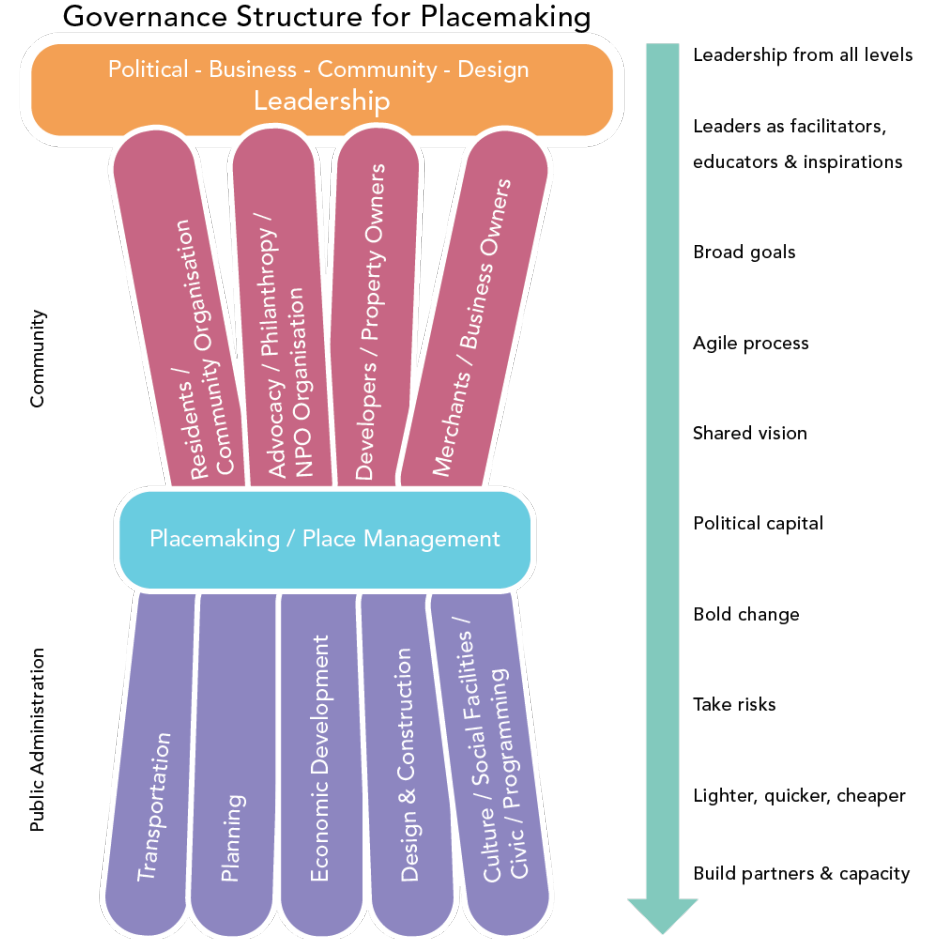 Governance Structure for Placemaking
Political - Business - Community - Design
Leadership
Community
Residents /
Community Organisation
Advocacy / Philanthropy /
NPO Organisation
Developers / Property Owners
Merchants / Business Owners
Placemaking / Place Management
Public Administration
Transportation
Planning
Economic Development
Design & Construction
Culture / Social Facilities /
Civic / Programming
Leadership from all levels
Leaders as facilitators,
educators & inspirations
Broad goals
Agile process
Shared vision
Political capital
Bold change
Take risks
Lighter, quicker, cheaper
Build partners & capacity